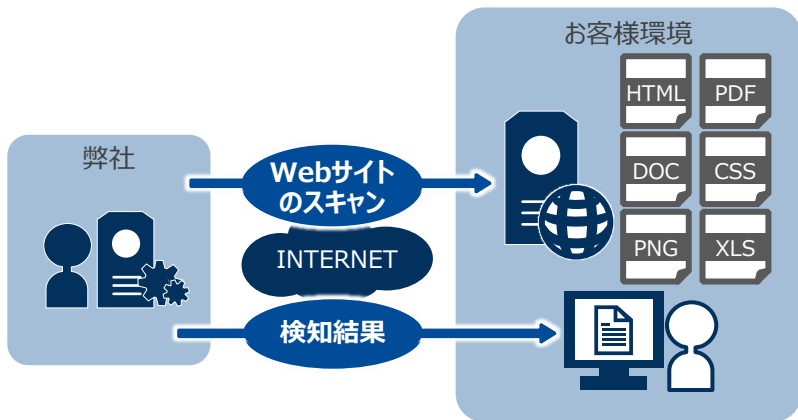 お客様環境
HTML
PDF
弊社
Webサイト
のスキャン
DOC
CSS
INTERNET
PNG
XLS
検知結果